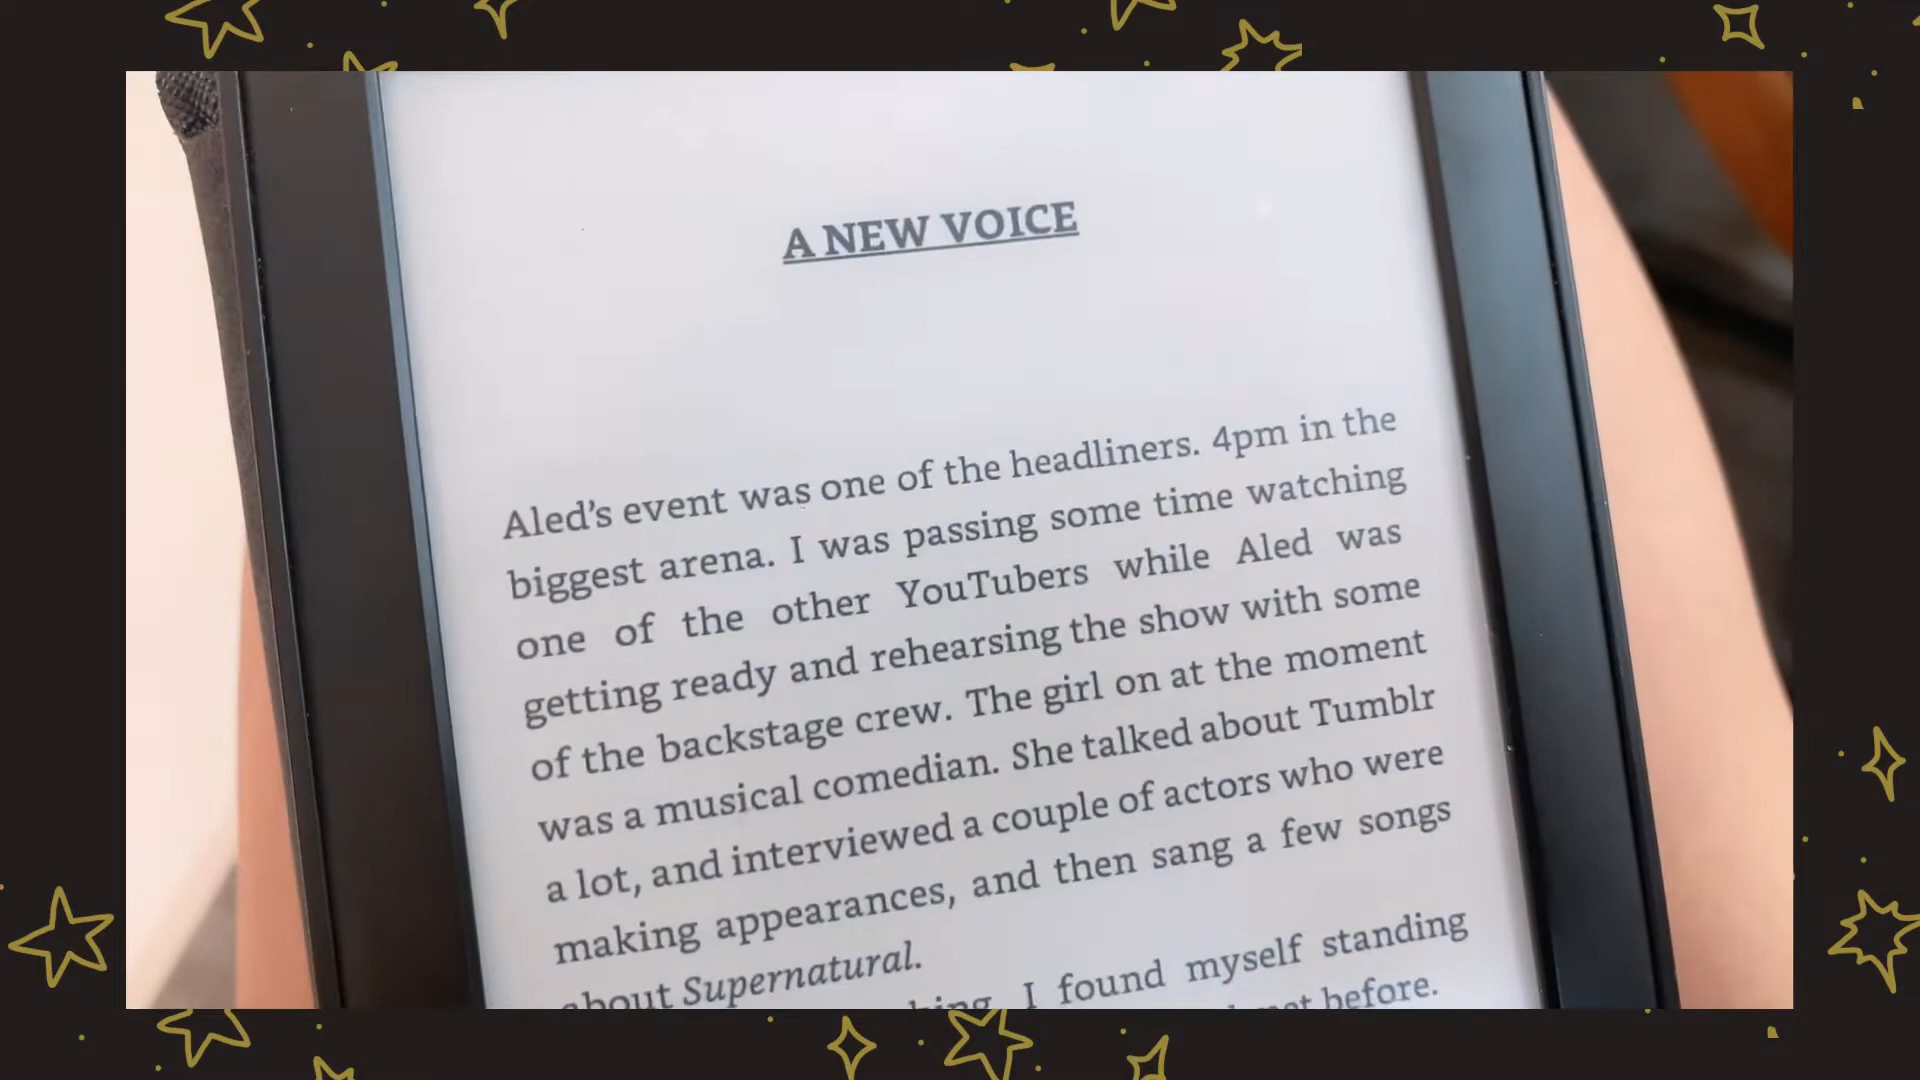 A NEW VOICE
Aled’s event was one of the headliners. 4pm in the
biggest arena. I was passing some time watching
one of the other YouTubers while Aled was
getting ready and rehearsing the show with some
of the backstage crew. The girl on at the moment
was a musical comedian. She talked about Tumblr
a lot, and interviewed a couple of actors who were
making appearances, and then sang a few songs
about Supernatural.
I found myself standing
before.